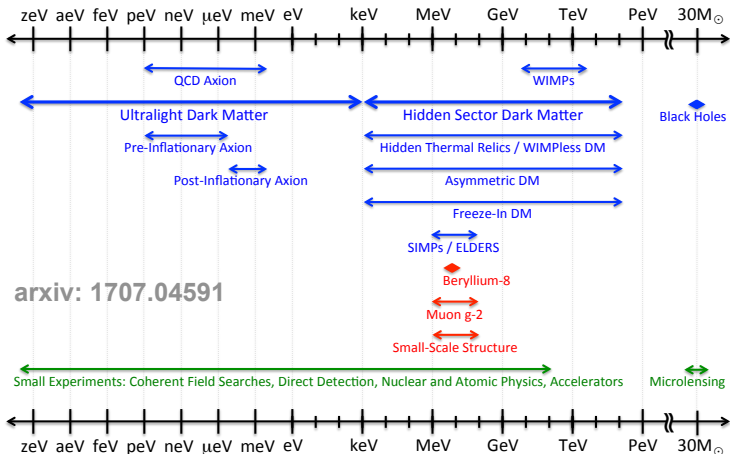 zeV aeV feV peV neV μeV meV eV keV MeV GeV TeV PeV 30M☉
QCD Axion WIMPs
Ultralight Dark Matter Hidden Sector Dark Matter Black Holes
Pre-Inflationary Axion Hidden Thermal Relics / WIMPless DM
Post-Inflationary Axion Asymmetric DM
Freeze-In DM
SIMPs / ELDERS
Beryllium-8
arxiv: 1707.04591
Muon g-2
Small-Scale Structure
Small Experiments: Coherent Field Searches, Direct Detection, Nuclear and Atomic Physics, Accelerators Microlensing
zeV aeV feV peV neV μeV meV eV keV MeV GeV TeV PeV 30M☉